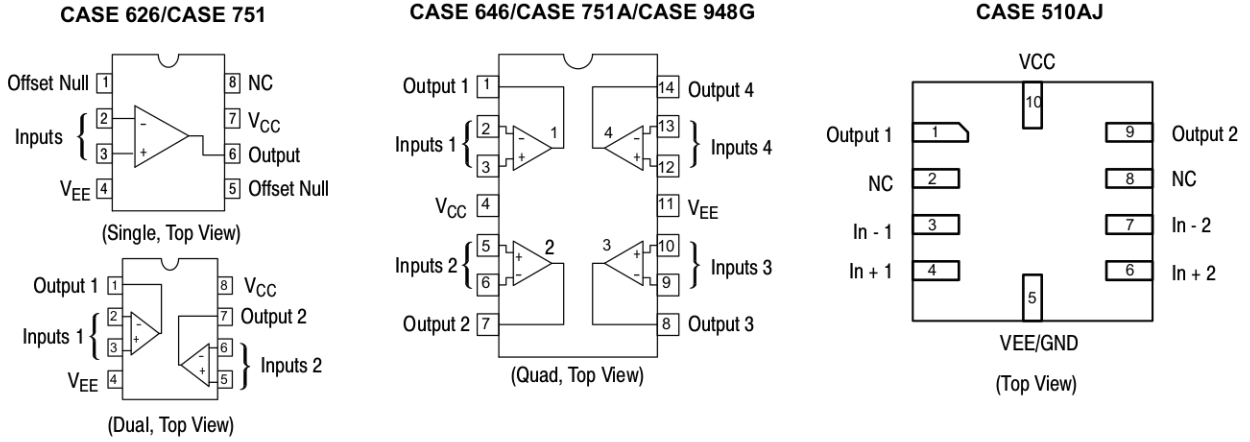 CASE 626/CASE 751
Offset Null 1
8 NC
2
Inputs
3
-
+
7 VCC
6 Output
VEE 4
5 Offset Null
(Single, Top View)
Output 1 1
8 VCC
2
Inputs 1
3
-
+
7 Output 2
6
Inputs 2
5
-
+
VEE 4
(Dual, Top View)
CASE 646/CASE 751A/CASE 948G
Output 1 1
14 Output 4
2
Inputs 1
3
-
+
1
4
-
+
13
Inputs 4
12
VCC 4
11 VEE
5
Inputs 2
6
+
-
2
3
+
-
10
Inputs 3
9
Output 2 7
8 Output 3
(Quad, Top View)
CASE 510AJ
VCC
10
Output 1 1
9 Output 2
NC 2
8 NC
In - 1 3
7 In - 2
In + 1 4
6 In + 2
5
VEE/GND
(Top View)